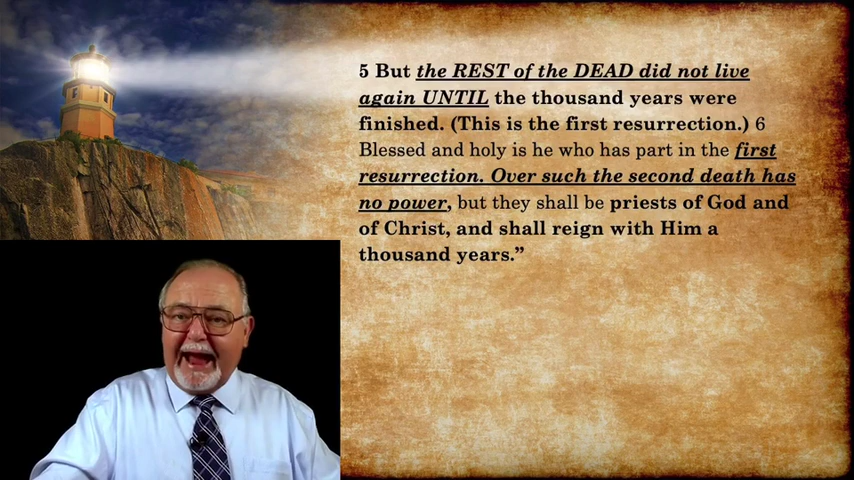 5 But the REST of the DEAD did not live
again UNTIL the thousand years were
finished. (This is the first resurrection.) 6
Blessed and holy is he who has part in the first
resurrection. Over such the second death has
no power, but they shall be priests of God and
of Christ, and shall reign with Him a
thousand years.”